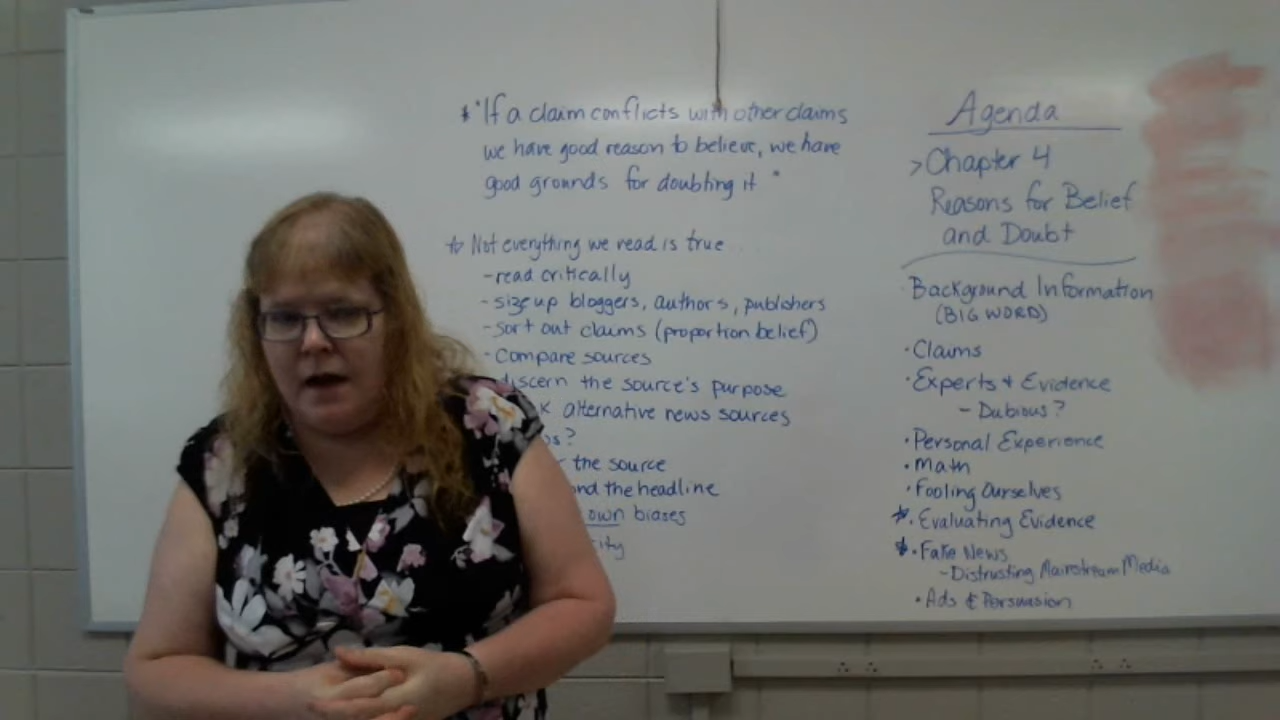 * "If a claim conflicts with other claims
we have good reason to believe, we have
good grounds for doubting it"
☆ Not everything we read is true
- read critically
- size up bloggers, authors, publishers
- sort out claims (proportion belief)
- compare sources
discern the source's purpose
alternative news sources
the source
the headline
own biases
Agenda
> Chapter 4
Reasons for Belief
and Doubt
Background Information
(BIG WORD)
· Claims
· Experts & Evidence
- Dubious?
· Personal Experience
· Math
· Fooling Ourselves
* · Evaluating Evidence
* · Fake News
- Distrusting Mainstream Media
· Ads & Persuasion